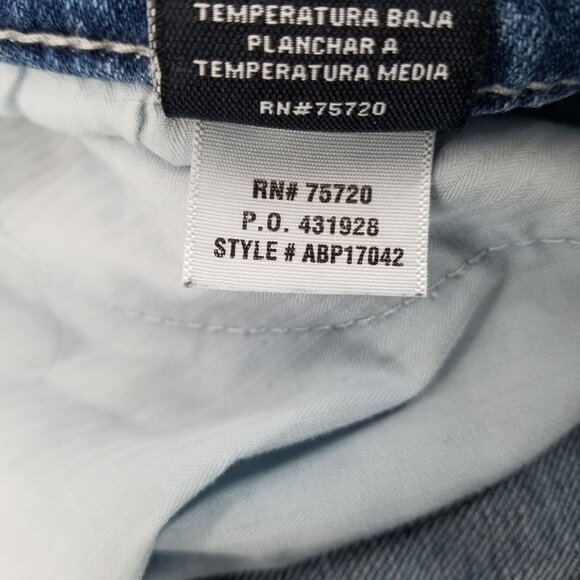 TEMPERATURA BAJA
PLANCHAR A
TEMPERATURA MEDIA
RN#75720
RN# 75720
P.O. 431928
STYLE # ABP17042